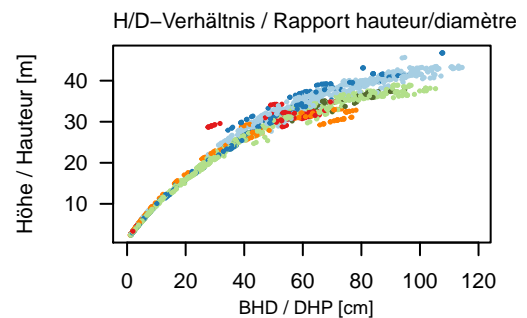 H/D−Verhältnis / Rapport hauteur/diamètre
Höhe / Hauteur [m]
40
30
20
10
0 20 40 60 80 100 120
BHD / DHP [cm]